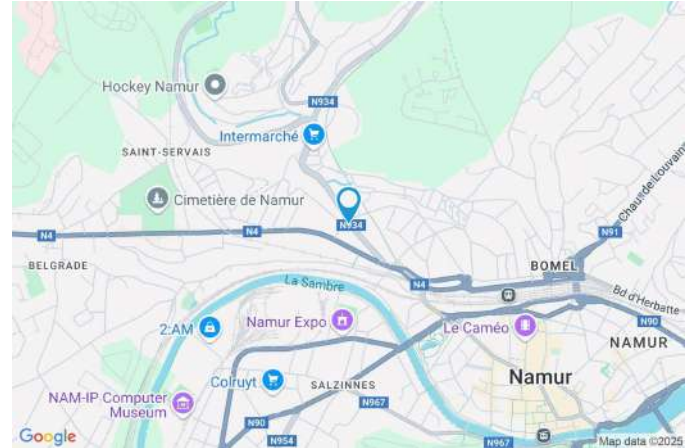 Hockey Namur
N934
Intermarché
SAINT-SERVAIS
Chau. de Louvain
Cimetière de Namur
N4
N4
N934
N91
BELGRADE
BOMEL
La Sambre
N4
Bd d'Herbatte
2:AM
Namur Expo
Le Caméo
N90
NAMUR
Colruyt
SALZINNES
Namur
NAM-IP Computer
Museum
N967
N90
N954
N967
Google
Map data ©2025